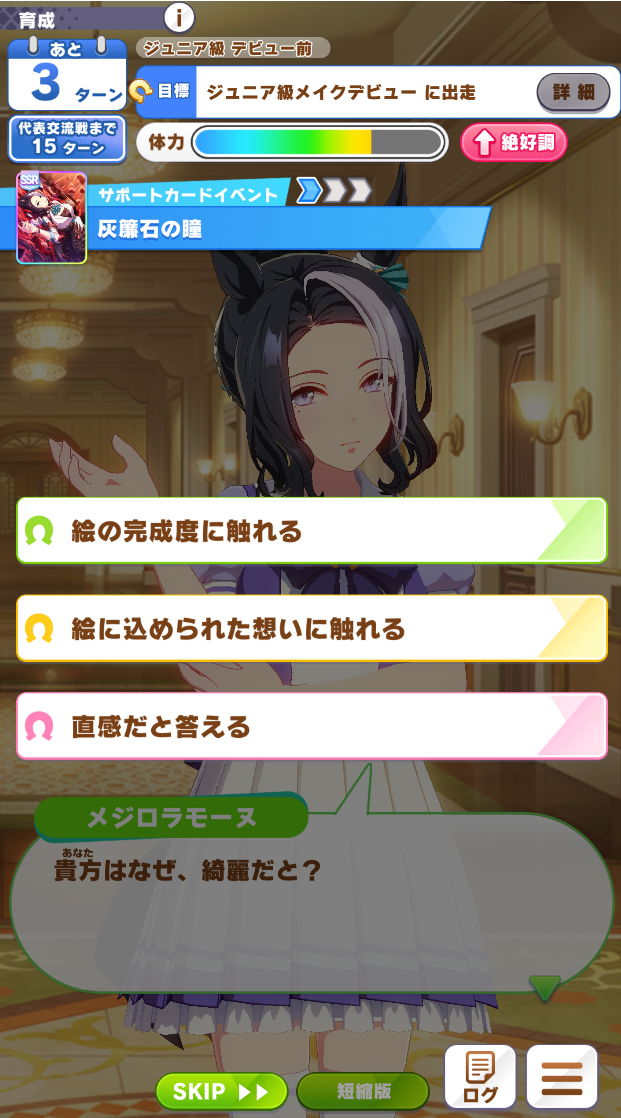 育成
i
あと
3 ターン
ジュニア級 デビュー前
目標
ジュニア級メイクデビュー に出走
詳細
代表交流戦まで
15 ターン
体力
絶好調
SSR
サポートカードイベント
灰簾石の瞳
絵の完成度に触れる
絵に込められた想いに触れる
直感だと答える
メジロラモーヌ
あなた
貴方はなぜ、綺麗だと？
SKIP
短縮版
ログ